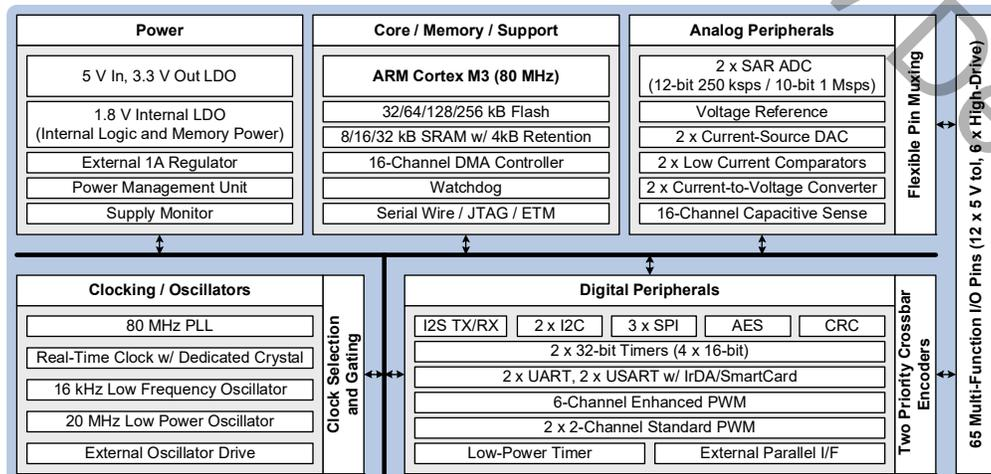 Power
5 V In, 3.3 V Out LDO
1.8 V Internal LDO
(Internal Logic and Memory Power)
External 1A Regulator
Power Management Unit
Supply Monitor
Core / Memory / Support
ARM Cortex M3 (80 MHz)
32/64/128/256 kB Flash
8/16/32 kB SRAM w/ 4kB Retention
16-Channel DMA Controller
Watchdog
Serial Wire / JTAG / ETM
Analog Peripherals
2 x SAR ADC
(12-bit 250 ksps / 10-bit 1 Msps)
Voltage Reference
2 x Current-Source DAC
2 x Low Current Comparators
2 x Current-to-Voltage Converter
16-Channel Capacitive Sense
Flexible Pin Muxing
Clocking / Oscillators
80 MHz PLL
Real-Time Clock w/ Dedicated Crystal
16 kHz Low Frequency Oscillator
20 MHz Low Power Oscillator
External Oscillator Drive
Clock Selection
and Gating
Digital Peripherals
I2S TX/RX
2 x I2C
3 x SPI
AES
CRC
2 x 32-bit Timers (4 x 16-bit)
2 x UART, 2 x USART w/ IrDA/SmartCard
6-Channel Enhanced PWM
2 x 2-Channel Standard PWM
Low-Power Timer
External Parallel I/F
Two Priority Crossbar
Encoders
65 Multi-Function I/O Pins (12 x 5 V tol, 6 x High-Drive)